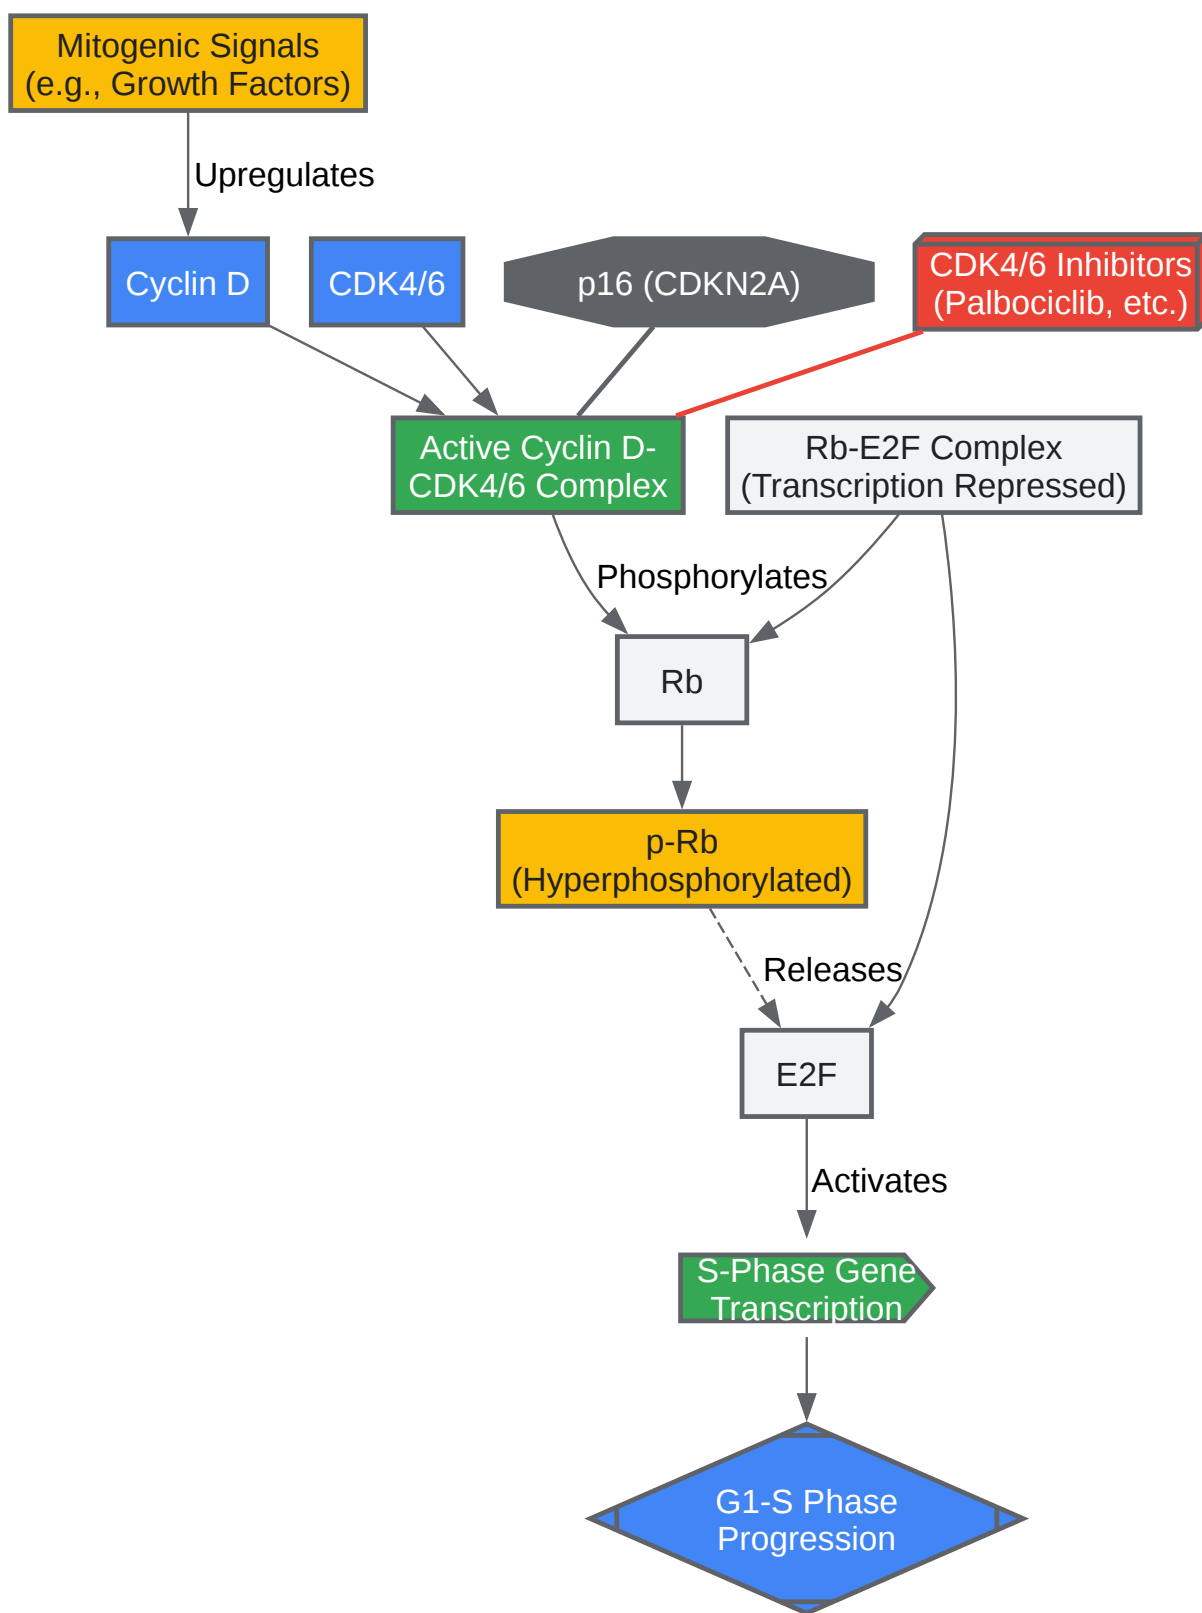 Mitogenic Signals
(e.g., Growth Factors)
Upregulates
Cyclin D
CDK4/6
p16 (CDKN2A)
CDK4/6 Inhibitors
(Palbociclib, etc.)
Active Cyclin D-
CDK4/6 Complex
Rb-E2F Complex
(Transcription Repressed)
Phosphorylates
Rb
p-Rb
(Hyperphosphorylated)
Releases
E2F
Activates
S-Phase Gene
Transcription
G1-S Phase
Progression